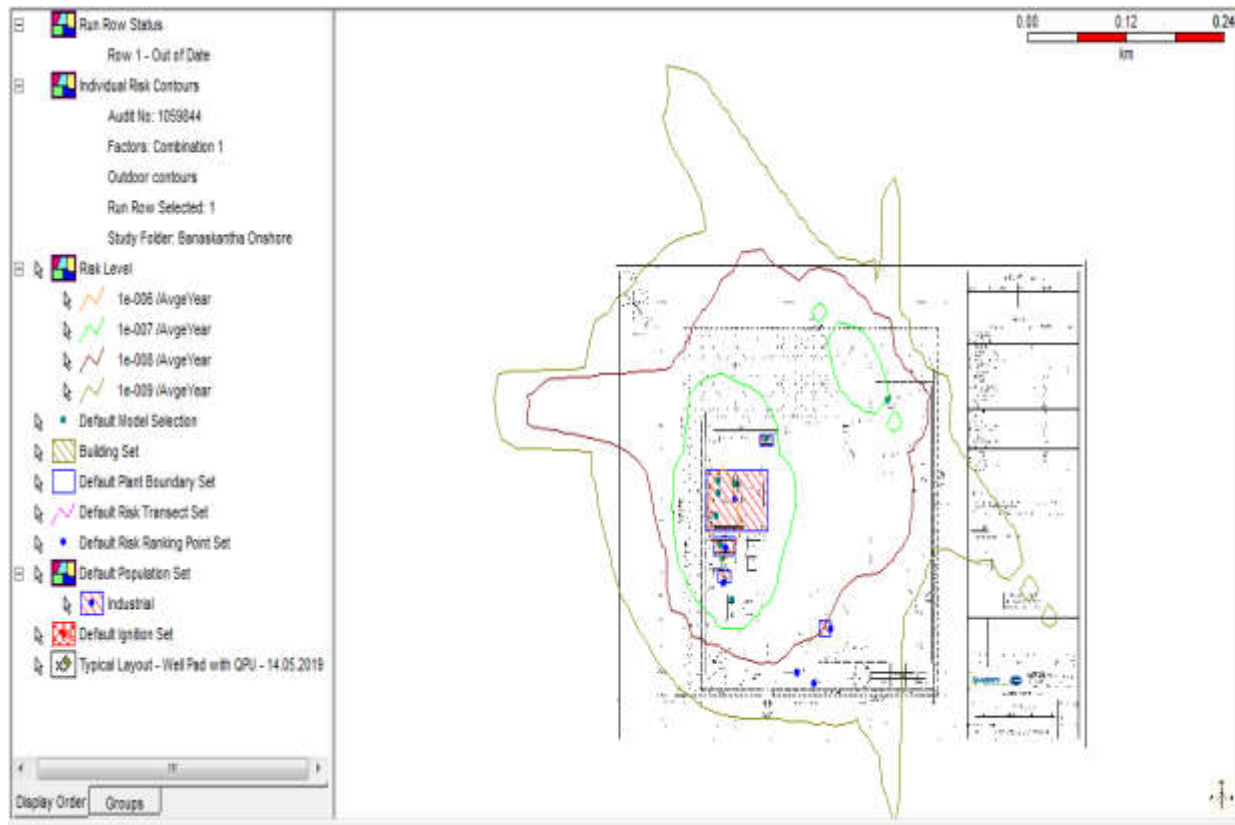 Run Row Status
Row 1 - Out of Date
Individual Risk Contours
Audit No: 1059844
Factors: Combination 1
Outdoor contours
Run Row Selected: 1
Study Folder: Banaskantha Onshore
Risk Level
1e-006 /AvgeYear
1e-007 /AvgeYear
1e-008 /AvgeYear
1e-009 /AvgeYear
Default Model Selection
Building Set
Default Plant Boundary Set
Default Risk Transect Set
Default Risk Ranking Point Set
Default Population Set
Industrial
Default Ignition Set
Typical Layout - Well Pad with QPU - 14.05.2019
Display Order
Groups
0.00 0.12 0.24
km